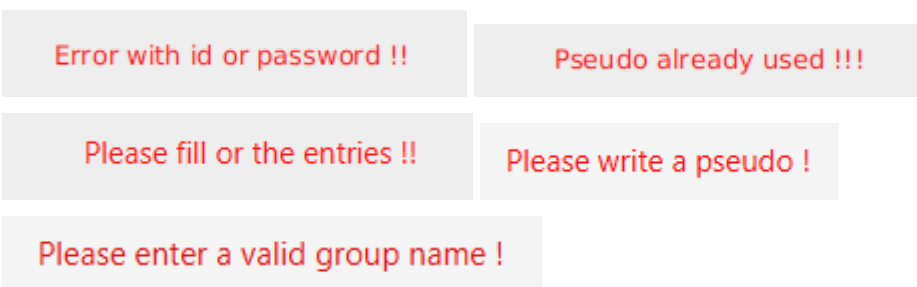 Error with id or password !!
Pseudo already used !!!
Please fill or the entries !!
Please write a pseudo !
Please enter a valid group name !